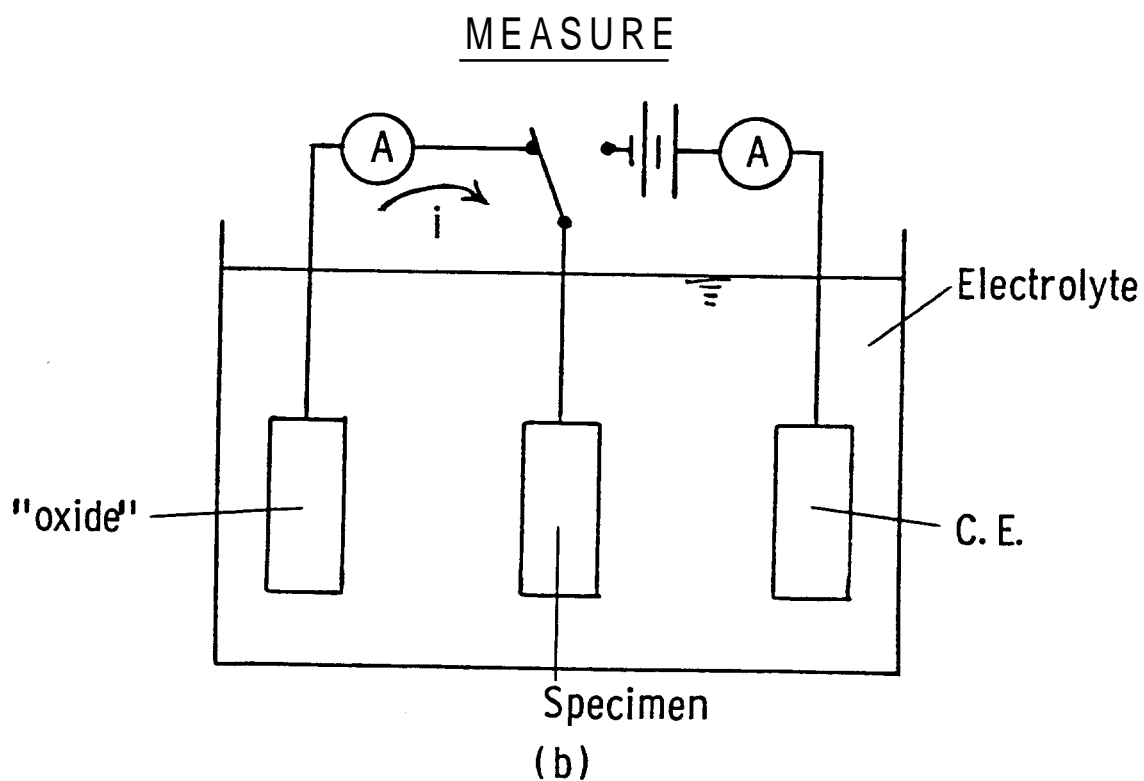 MEASURE
A
A
i
Electrolyte
"oxide"
C. E.
Specimen
(b)